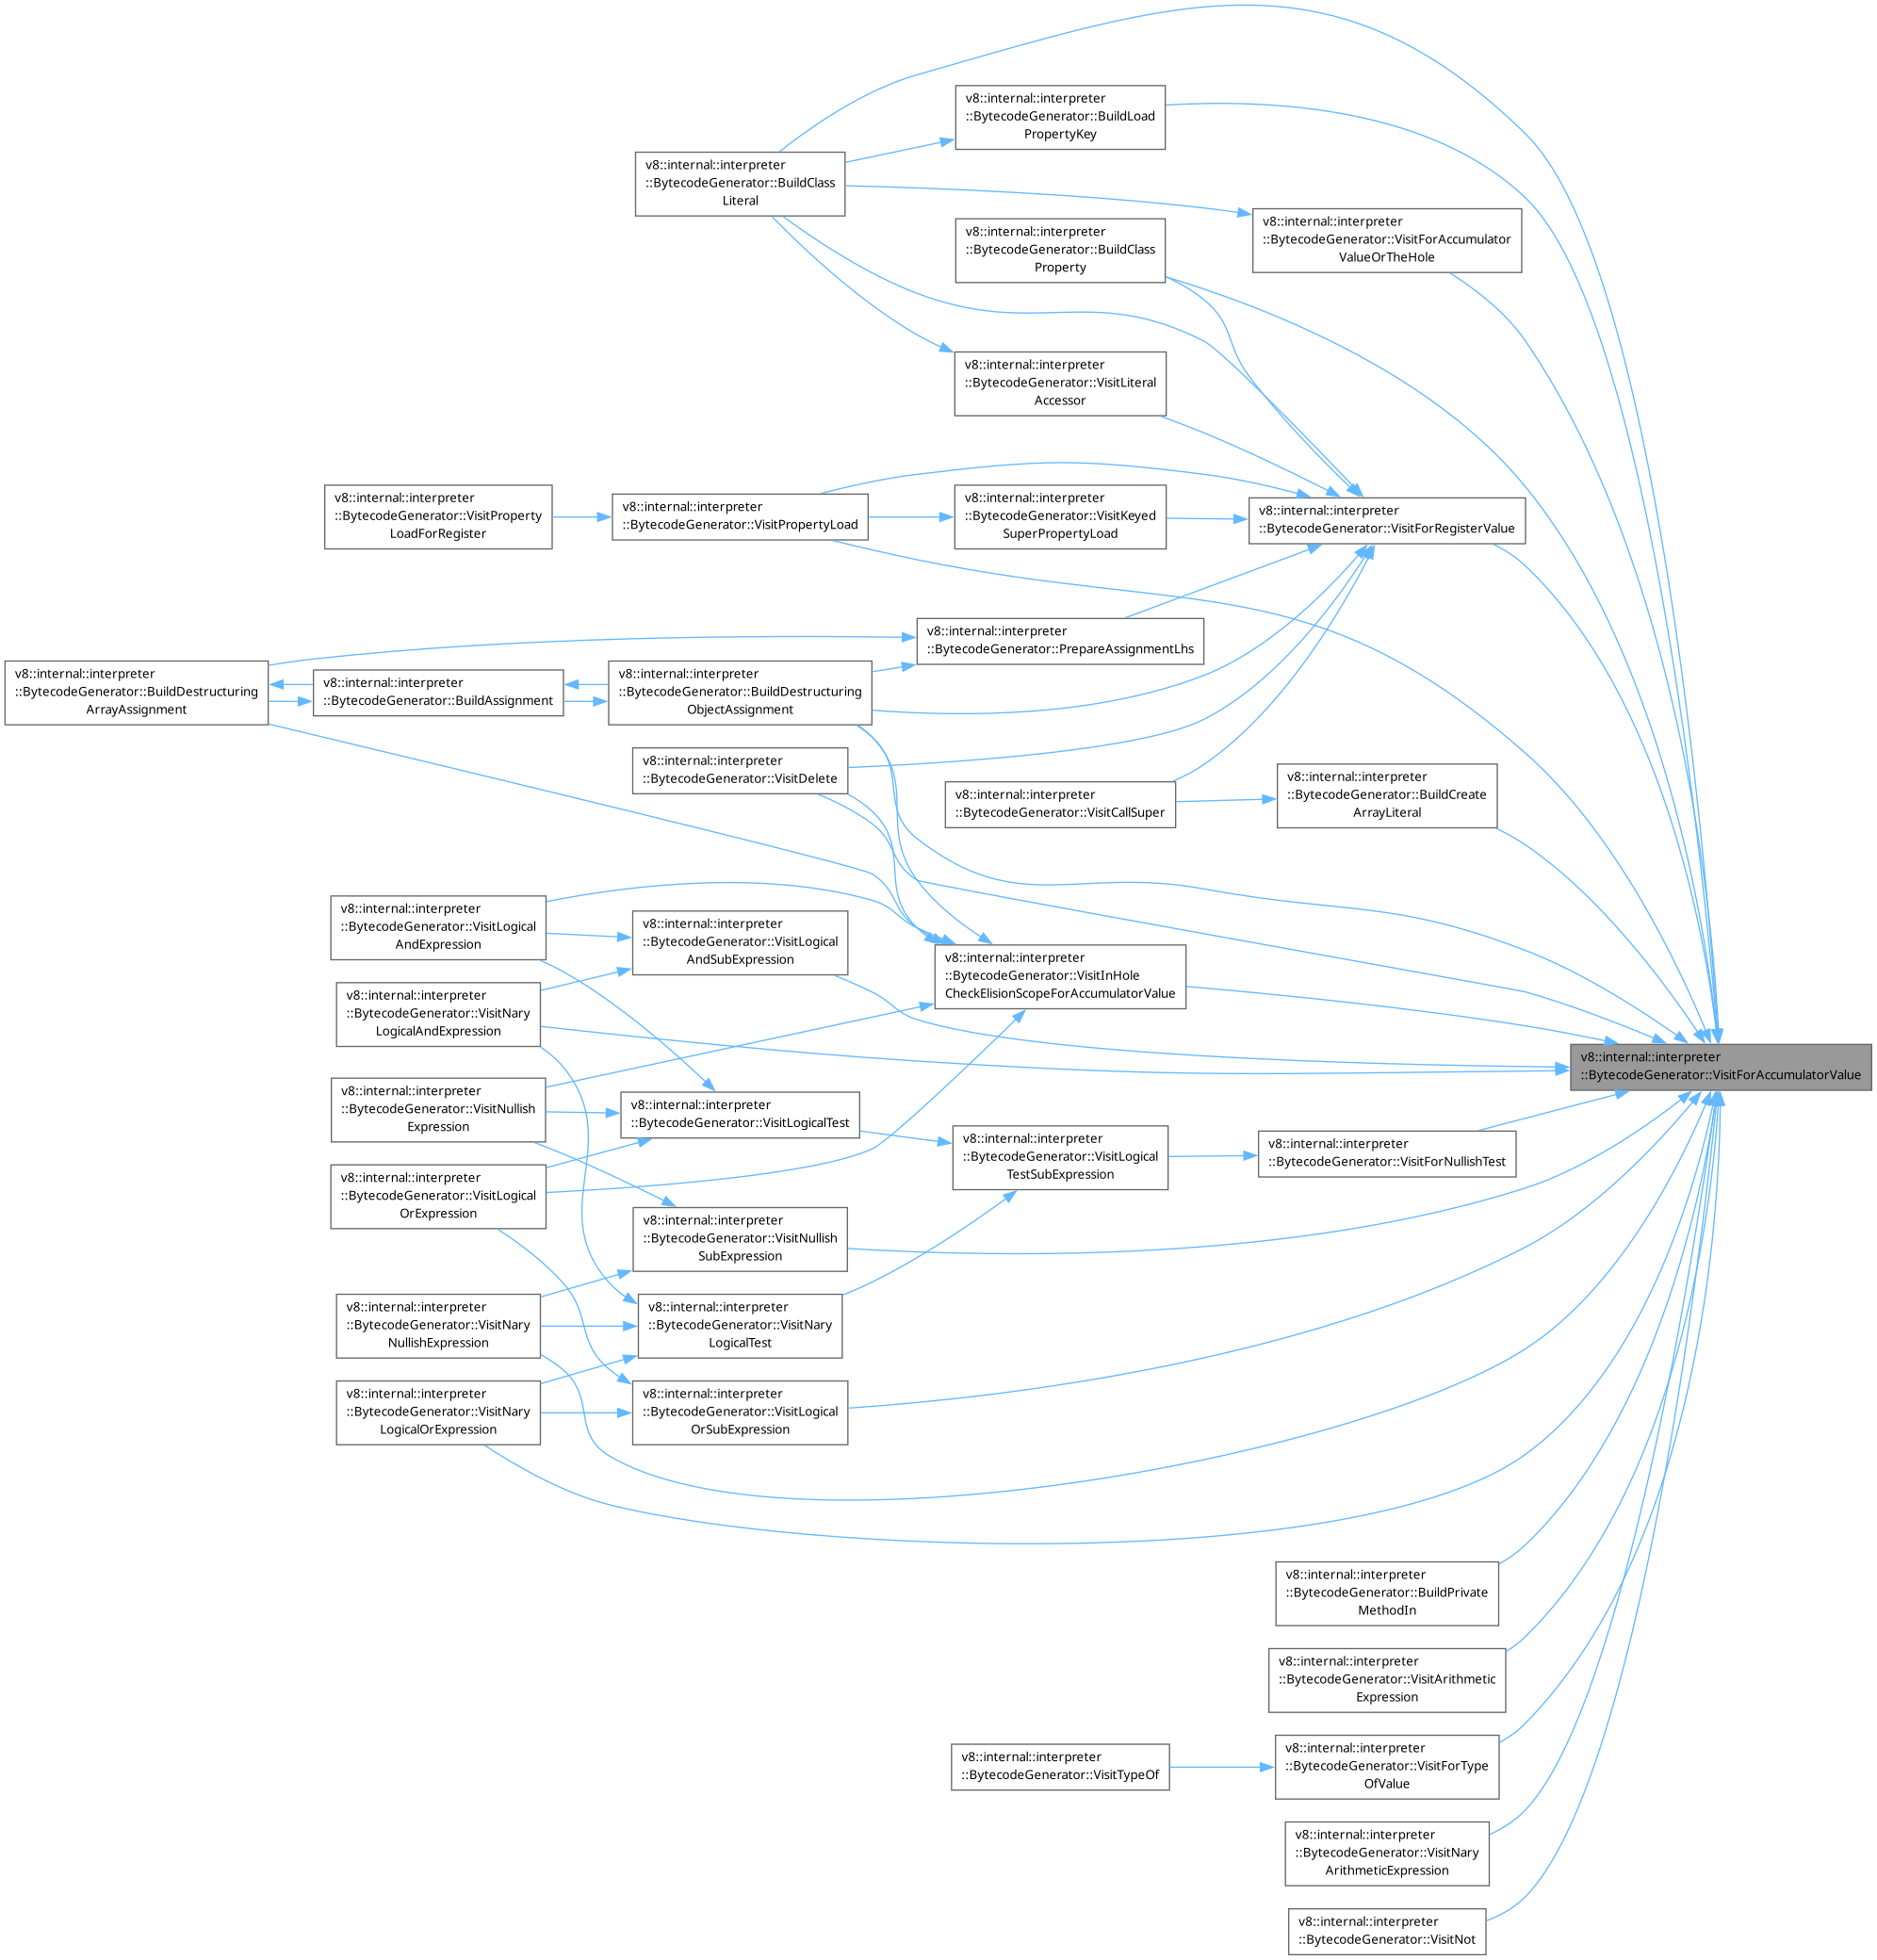 v8::internal::interpreter
::BytecodeGenerator::BuildLoad
PropertyKey
v8::internal::interpreter
::BytecodeGenerator::BuildClass
Literal
v8::internal::interpreter
::BytecodeGenerator::VisitForAccumulator
ValueOrTheHole
v8::internal::interpreter
::BytecodeGenerator::BuildClass
Property
v8::internal::interpreter
::BytecodeGenerator::VisitLiteral
Accessor
v8::internal::interpreter
::BytecodeGenerator::VisitProperty
LoadForRegister
v8::internal::interpreter
::BytecodeGenerator::VisitPropertyLoad
v8::internal::interpreter
::BytecodeGenerator::VisitKeyed
SuperPropertyLoad
v8::internal::interpreter
::BytecodeGenerator::VisitForRegisterValue
v8::internal::interpreter
::BytecodeGenerator::PrepareAssignmentLhs
v8::internal::interpreter
::BytecodeGenerator::BuildDestructuring
ArrayAssignment
v8::internal::interpreter
::BytecodeGenerator::BuildAssignment
v8::internal::interpreter
::BytecodeGenerator::BuildDestructuring
ObjectAssignment
v8::internal::interpreter
::BytecodeGenerator::VisitDelete
v8::internal::interpreter
::BytecodeGenerator::VisitCallSuper
v8::internal::interpreter
::BytecodeGenerator::BuildCreate
ArrayLiteral
v8::internal::interpreter
::BytecodeGenerator::VisitLogical
AndExpression
v8::internal::interpreter
::BytecodeGenerator::VisitLogical
AndSubExpression
v8::internal::interpreter
::BytecodeGenerator::VisitInHole
CheckElisionScopeForAccumulatorValue
v8::internal::interpreter
::BytecodeGenerator::VisitNary
LogicalAndExpression
v8::internal::interpreter
::BytecodeGenerator::VisitForAccumulatorValue
v8::internal::interpreter
::BytecodeGenerator::VisitNullish
Expression
v8::internal::interpreter
::BytecodeGenerator::VisitLogicalTest
v8::internal::interpreter
::BytecodeGenerator::VisitLogical
TestSubExpression
v8::internal::interpreter
::BytecodeGenerator::VisitForNullishTest
v8::internal::interpreter
::BytecodeGenerator::VisitLogical
OrExpression
v8::internal::interpreter
::BytecodeGenerator::VisitNullish
SubExpression
v8::internal::interpreter
::BytecodeGenerator::VisitNary
NullishExpression
v8::internal::interpreter
::BytecodeGenerator::VisitNary
LogicalTest
v8::internal::interpreter
::BytecodeGenerator::VisitNary
LogicalOrExpression
v8::internal::interpreter
::BytecodeGenerator::VisitLogical
OrSubExpression
v8::internal::interpreter
::BytecodeGenerator::BuildPrivate
MethodIn
v8::internal::interpreter
::BytecodeGenerator::VisitArithmetic
Expression
v8::internal::interpreter
::BytecodeGenerator::VisitTypeOf
v8::internal::interpreter
::BytecodeGenerator::VisitForType
OfValue
v8::internal::interpreter
::BytecodeGenerator::VisitNary
ArithmeticExpression
v8::internal::interpreter
::BytecodeGenerator::VisitNot